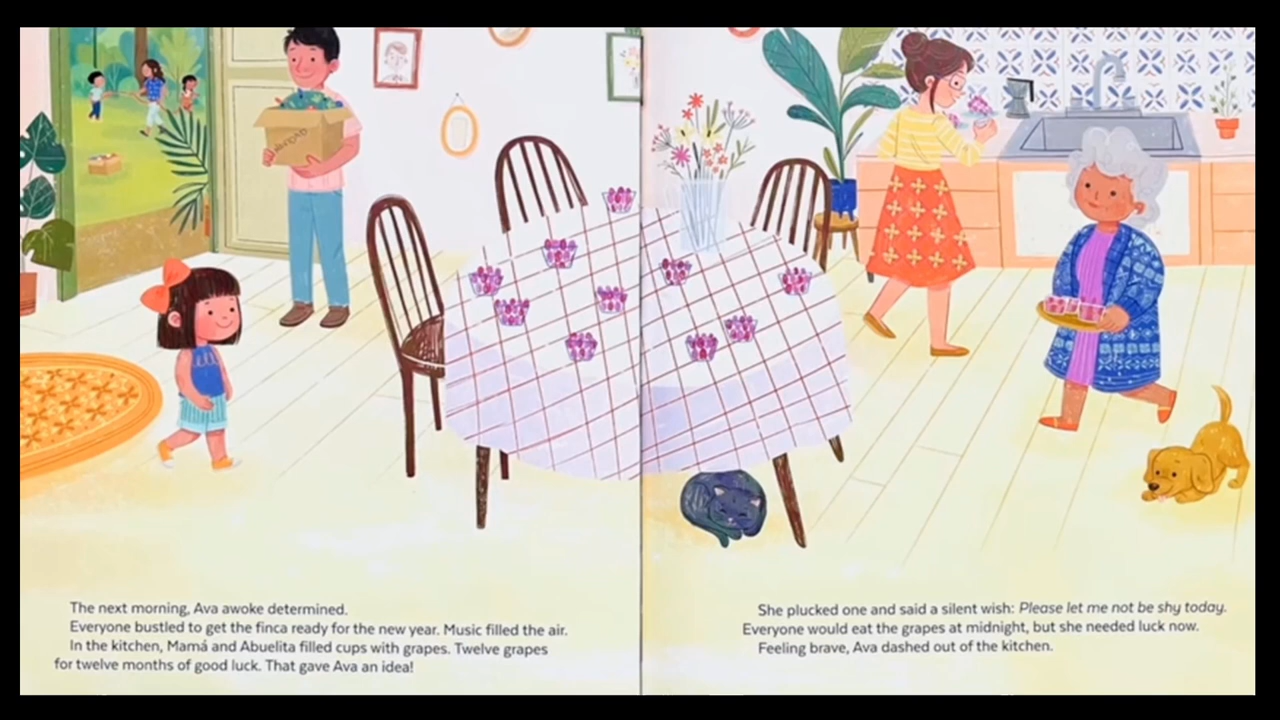 NAVIDAD
The next morning, Ava awoke determined.
Everyone bustled to get the finca ready for the new year. Music filled the air.
In the kitchen, Mamá and Abuelita filled cups with grapes. Twelve grapes
for twelve months of good luck. That gave Ava an idea!
She plucked one and said a silent wish: Please let me not be shy today.
Everyone would eat the grapes at midnight, but she needed luck now.
Feeling brave, Ava dashed out of the kitchen.